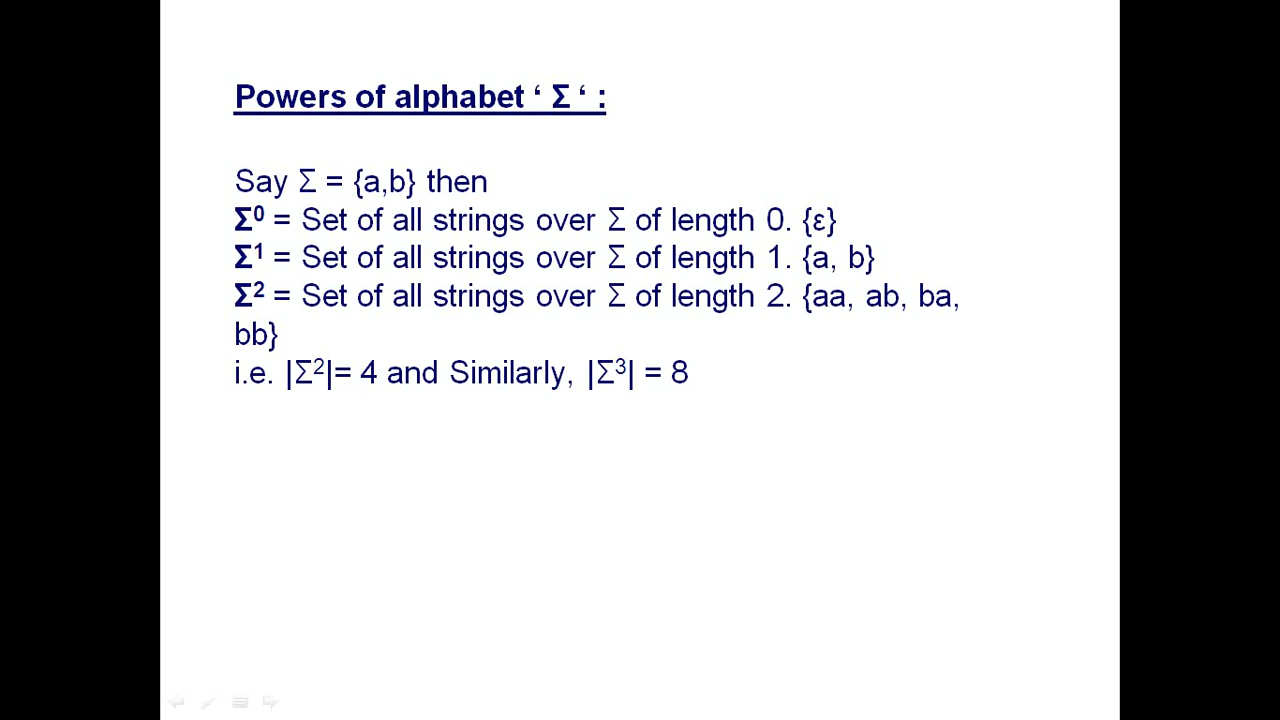 Powers of alphabet ‘ Σ ‘ :
Say Σ = {a,b} then
Σ⁰ = Set of all strings over Σ of length 0. {ε}
Σ¹ = Set of all strings over Σ of length 1. {a, b}
Σ² = Set of all strings over Σ of length 2. {aa, ab, ba,
bb}
i.e. |Σ²|= 4 and Similarly, |Σ³| = 8